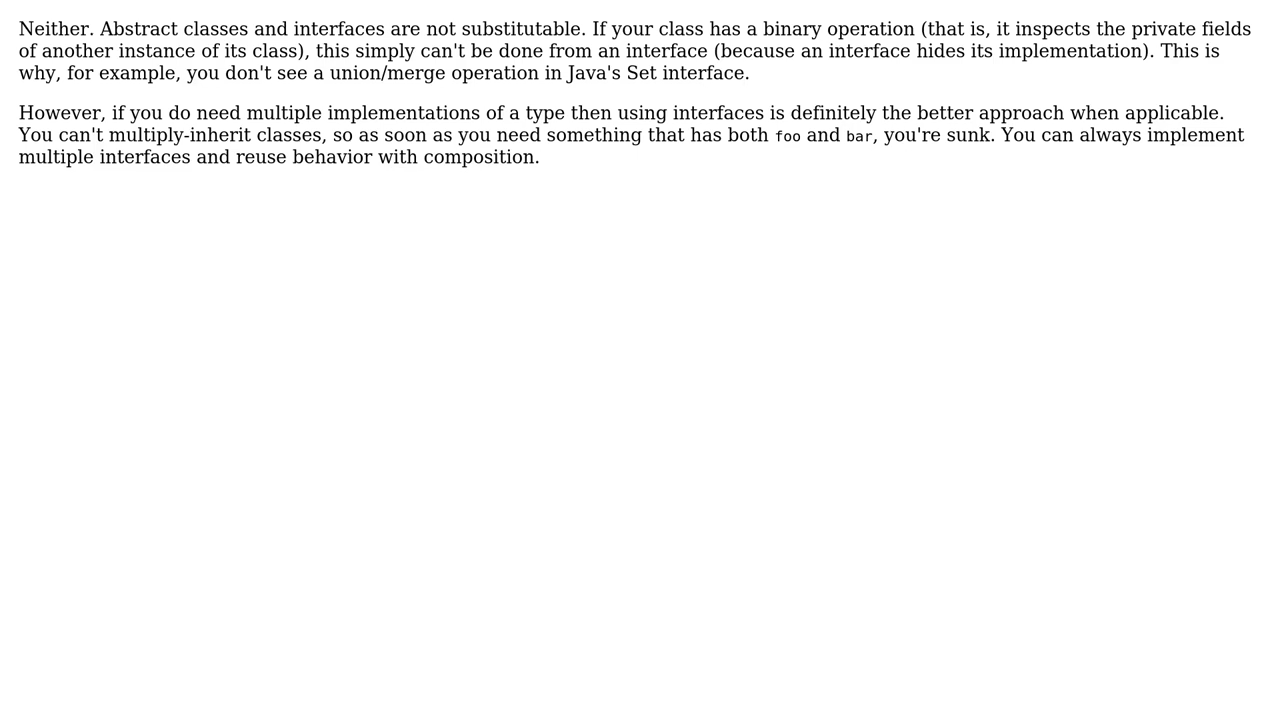 Neither. Abstract classes and interfaces are not substitutable. If your class has a binary operation (that is, it inspects the private fields
of another instance of its class), this simply can't be done from an interface (because an interface hides its implementation). This is
why, for example, you don't see a union/merge operation in Java's Set interface.
However, if you do need multiple implementations of a type then using interfaces is definitely the better approach when applicable.
You can't multiply-inherit classes, so as soon as you need something that has both foo and bar, you're sunk. You can always implement
multiple interfaces and reuse behavior with composition.